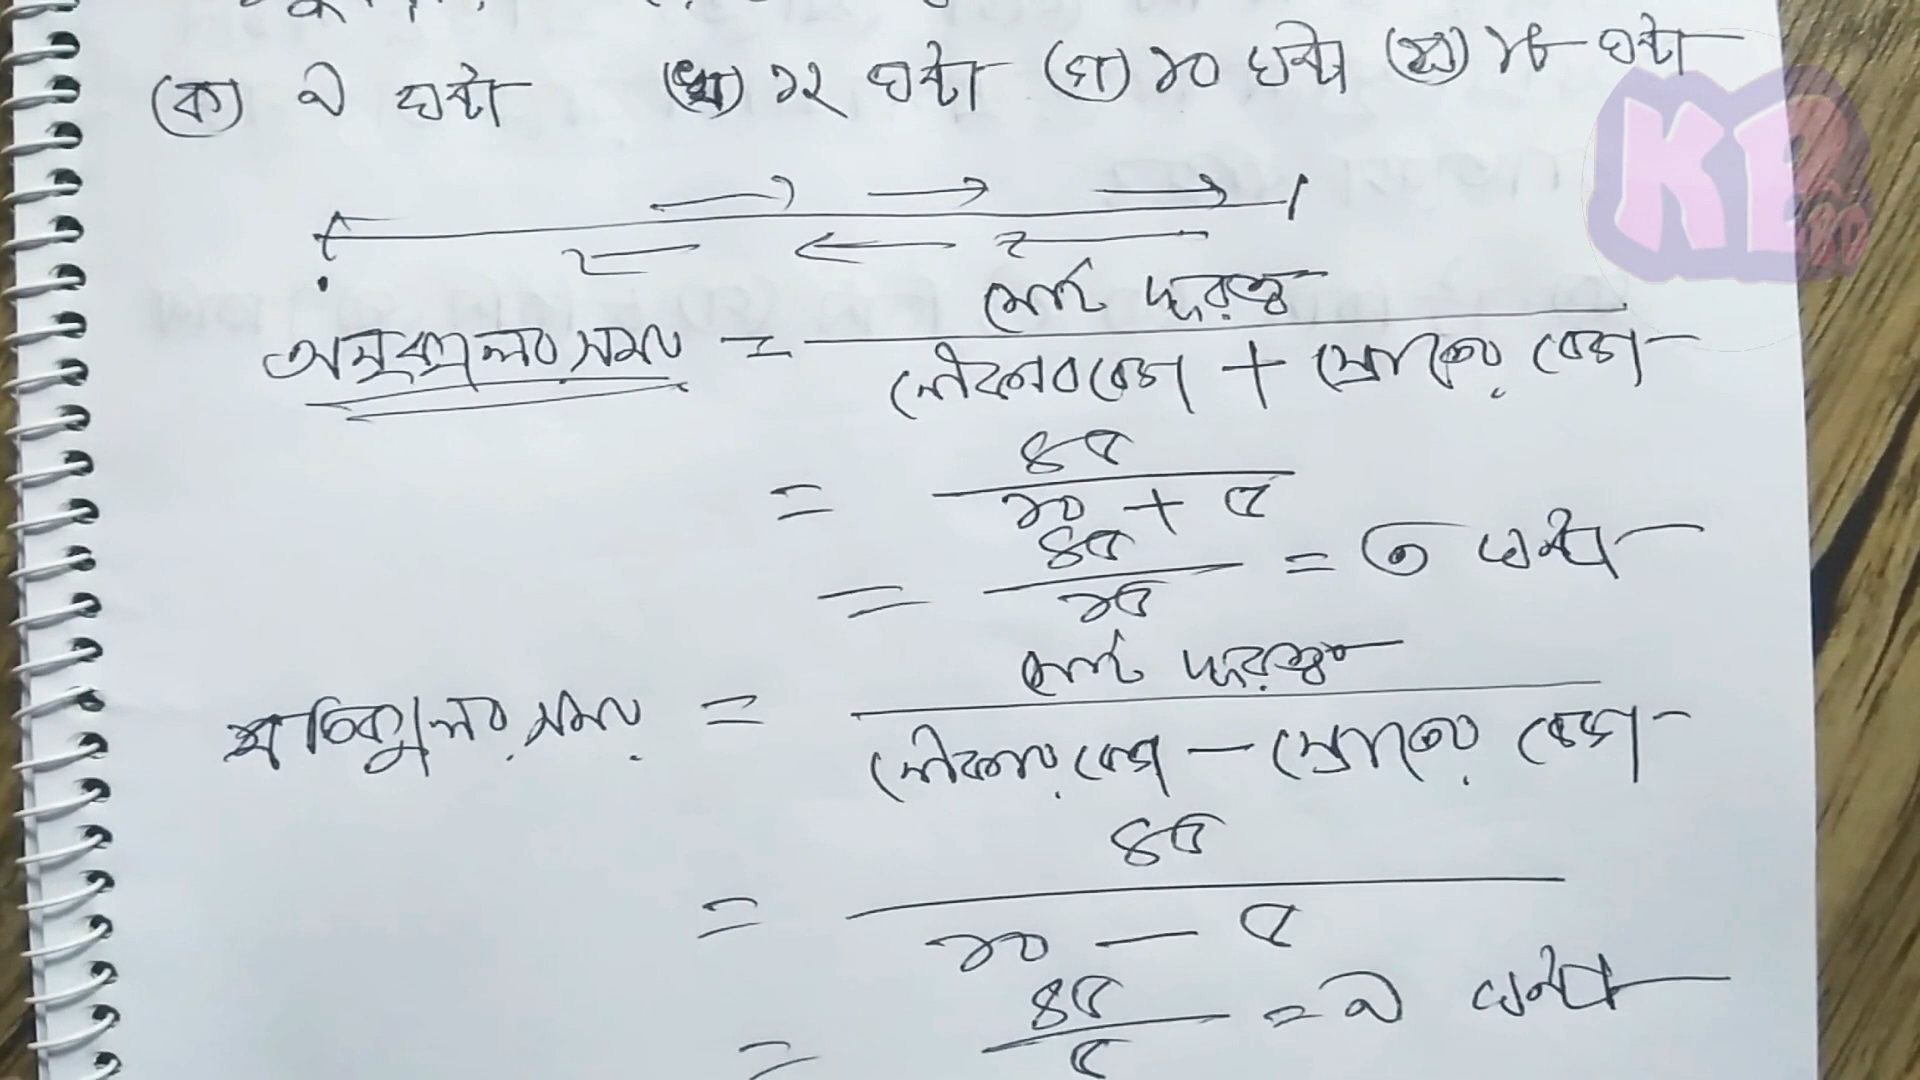 (ক) ৯ ঘন্টা (খ) ১২ ঘন্টা (গ) ১০ ঘন্টা (ঘ) ১৮ ঘন্টা
মোট দূরত্ব
অনুকূলের সময় =
নৌকার বেগ + স্রোতের বেগ
৪৫
=
১০ + ৫
৪৫
= = ৩ ঘন্টা
১৫
মোট দূরত্ব
প্রতিকূলের সময় =
নৌকার বেগ - স্রোতের বেগ
৪৫
=
১০ - ৫
৪৫
= = ৯ ঘন্টা
৫